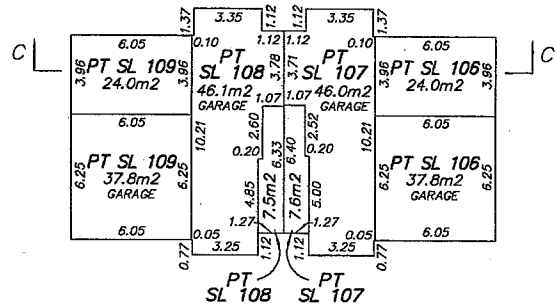 1.37
3.35
1.12
1.12
3.35
1.37
C
6.05
0.10
PT
SL 108
46.1m2
GARAGE
1.12
1.12
PT
SL 107
46.0m2
GARAGE
0.10
6.05
C
3.96
PT SL 109
24.0m2
3.96
3.78
3.71
3.96
PT SL 106
24.0m2
3.96
1.07
1.07
6.05
10.21
2.60
2.52
10.21
6.05
6.25
PT SL 109
37.8m2
GARAGE
6.25
0.20
6.33
6.40
0.20
6.25
PT SL 106
37.8m2
GARAGE
6.25
4.85
7.5m2
7.6m2
5.00
6.05
0.05
1.27
1.27
0.05
6.05
0.77
3.25
1.12
1.12
3.25
0.77
PT
SL 108
PT
SL 107